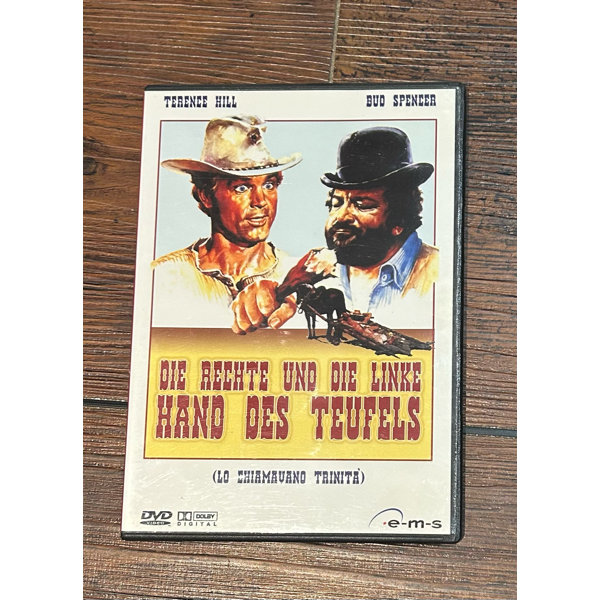 TERENCE HILL BUD SPENCER
DIE RECHTE UND DIE LINKE
HAND DES TEUFELS
(LO CHIAMAVANO TRINITÀ)
DVD VIDEO DOLBY DIGITAL e-m-s